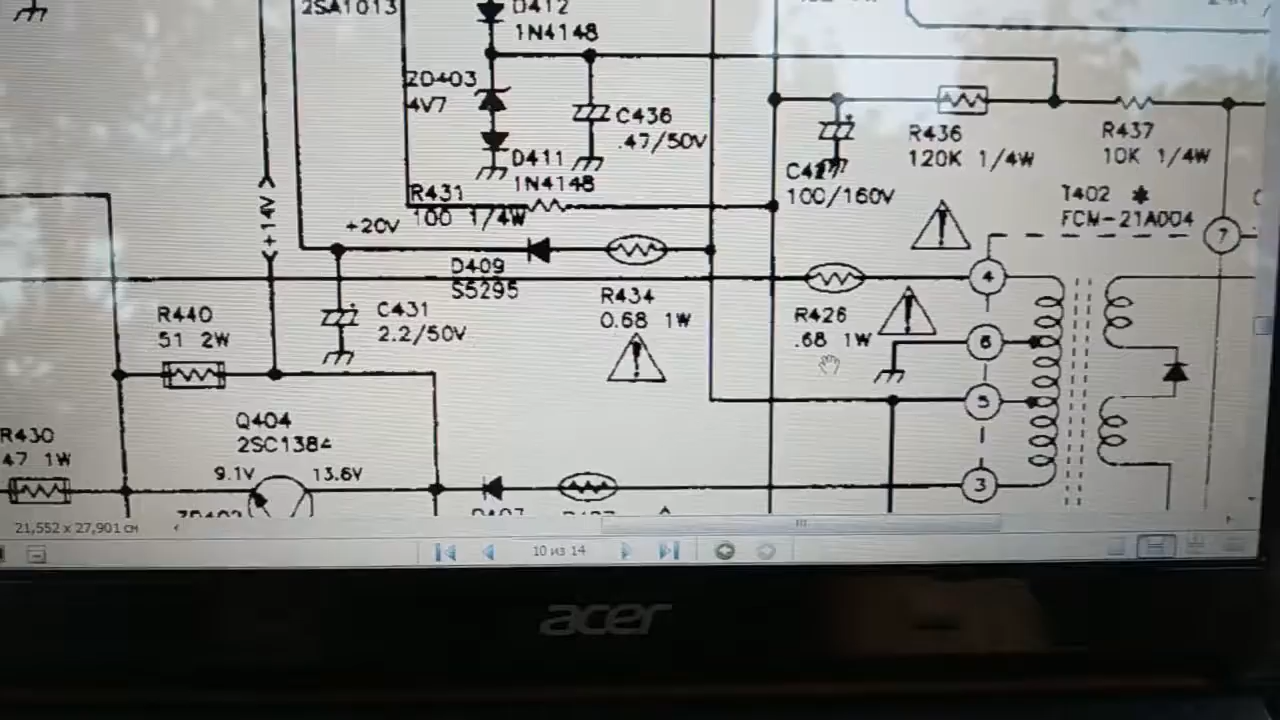 2SA1013
D412
1N4148
ZD403
4V7
C436
.47/50V
D411
1N4148
R431
100 1/4W
+20V
+14V
D409
S5295
C431
2.2/50V
R440
51 2W
R434
0.68 1W
R436
120K 1/4W
R437
10K 1/4W
100/160V
T402 *
FCM-21A004
7
4
R426
.68 1W
6
5
3
Q404
2SC1384
9.1V
13.6V
R430
47 1W
21,552 x 27,901 см
10 из 14
acer